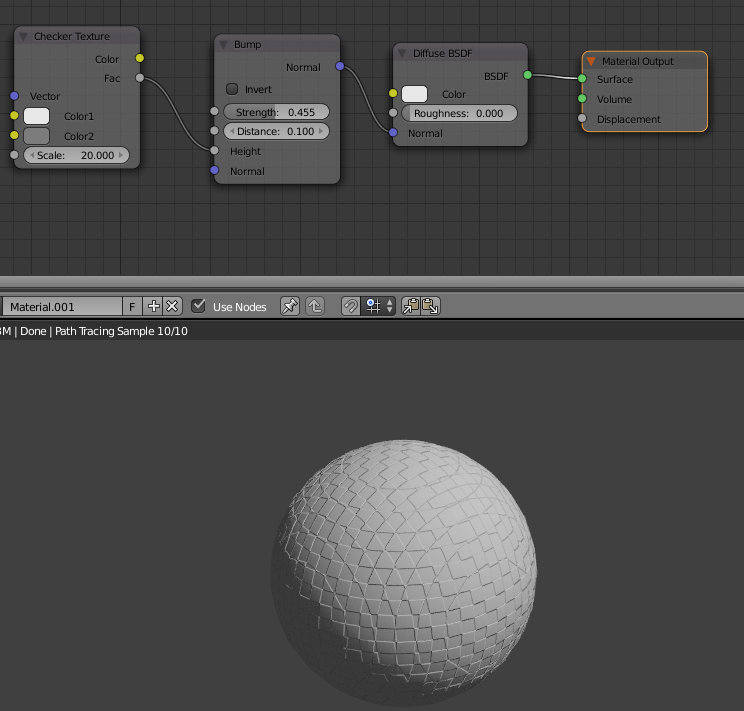 Checker Texture
Color
Fac
Vector
Color1
Color2
Scale: 20.000
Bump
Normal
Invert
Strength: 0.455
Distance: 0.100
Height
Normal
Diffuse BSDF
BSDF
Color
Roughness: 0.000
Normal
Material Output
Surface
Volume
Displacement
Material.001 F Use Nodes
3M | Done | Path Tracing Sample 10/10